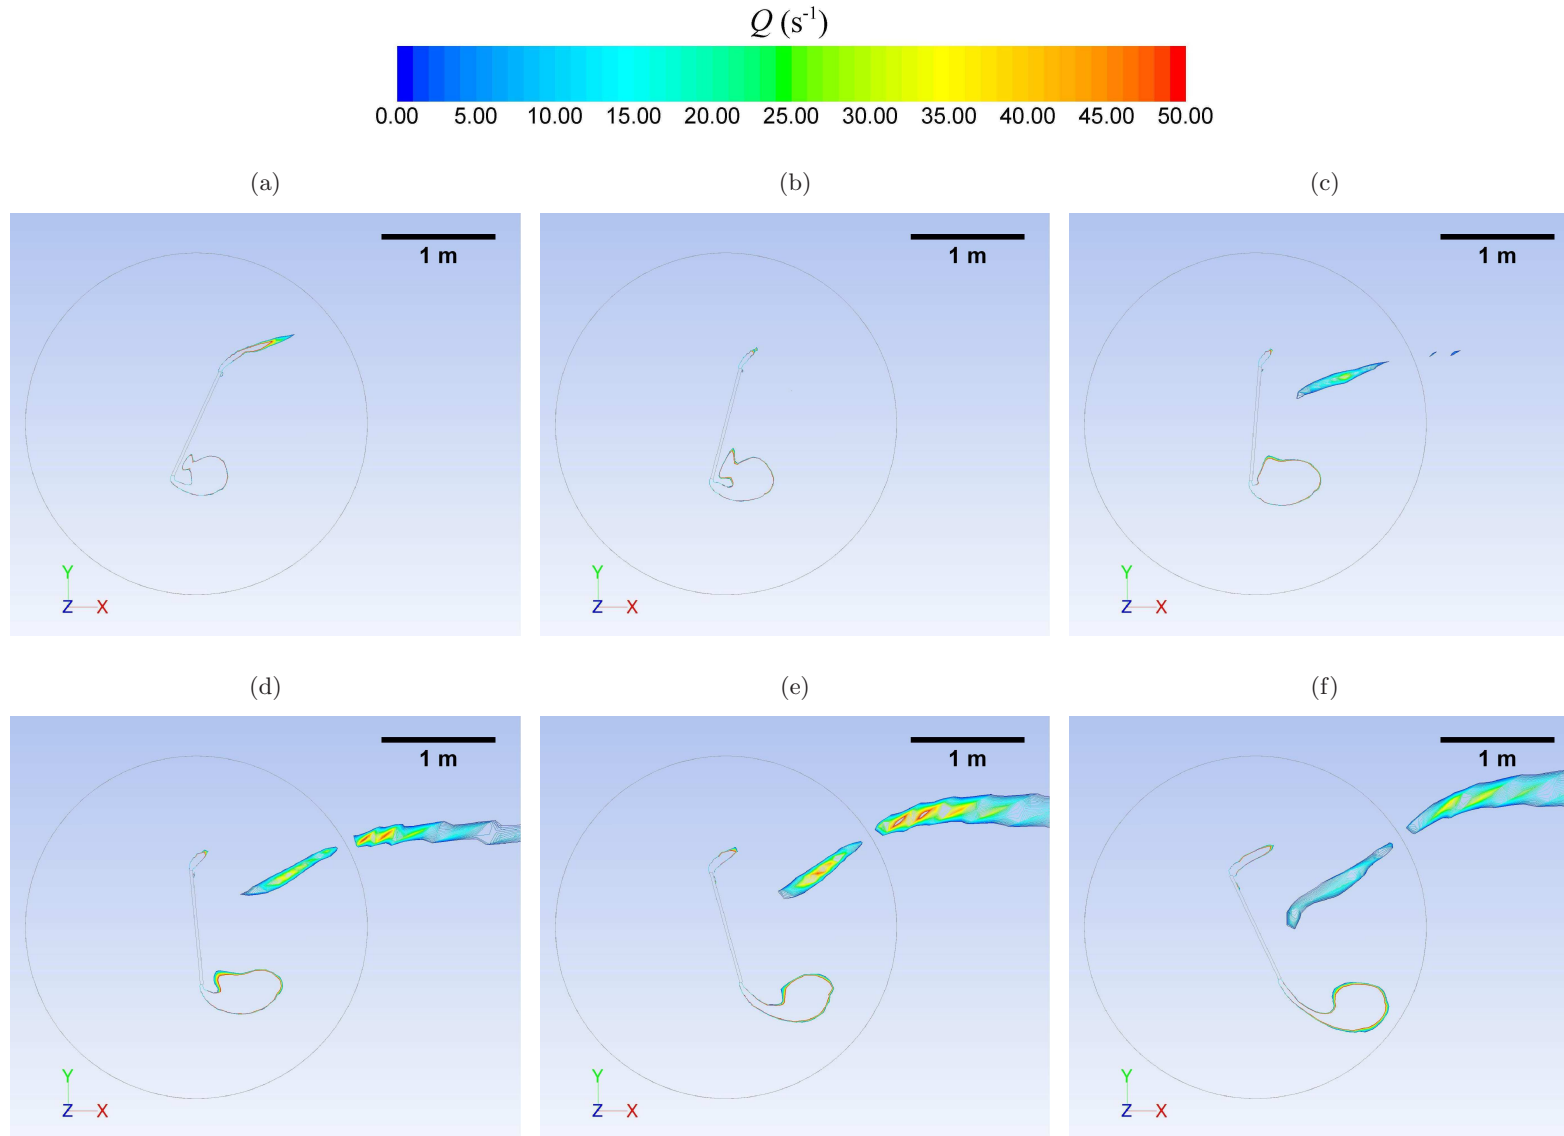 Q (s⁻¹)
0.00 5.00 10.00 15.00 20.00 25.00 30.00 35.00 40.00 45.00 50.00
(a) (b) (c)
1 m 1 m 1 m
Y Y Y
Z X Z X Z X
(d) (e) (f)
1 m 1 m 1 m
Y Y Y
Z X Z X Z X